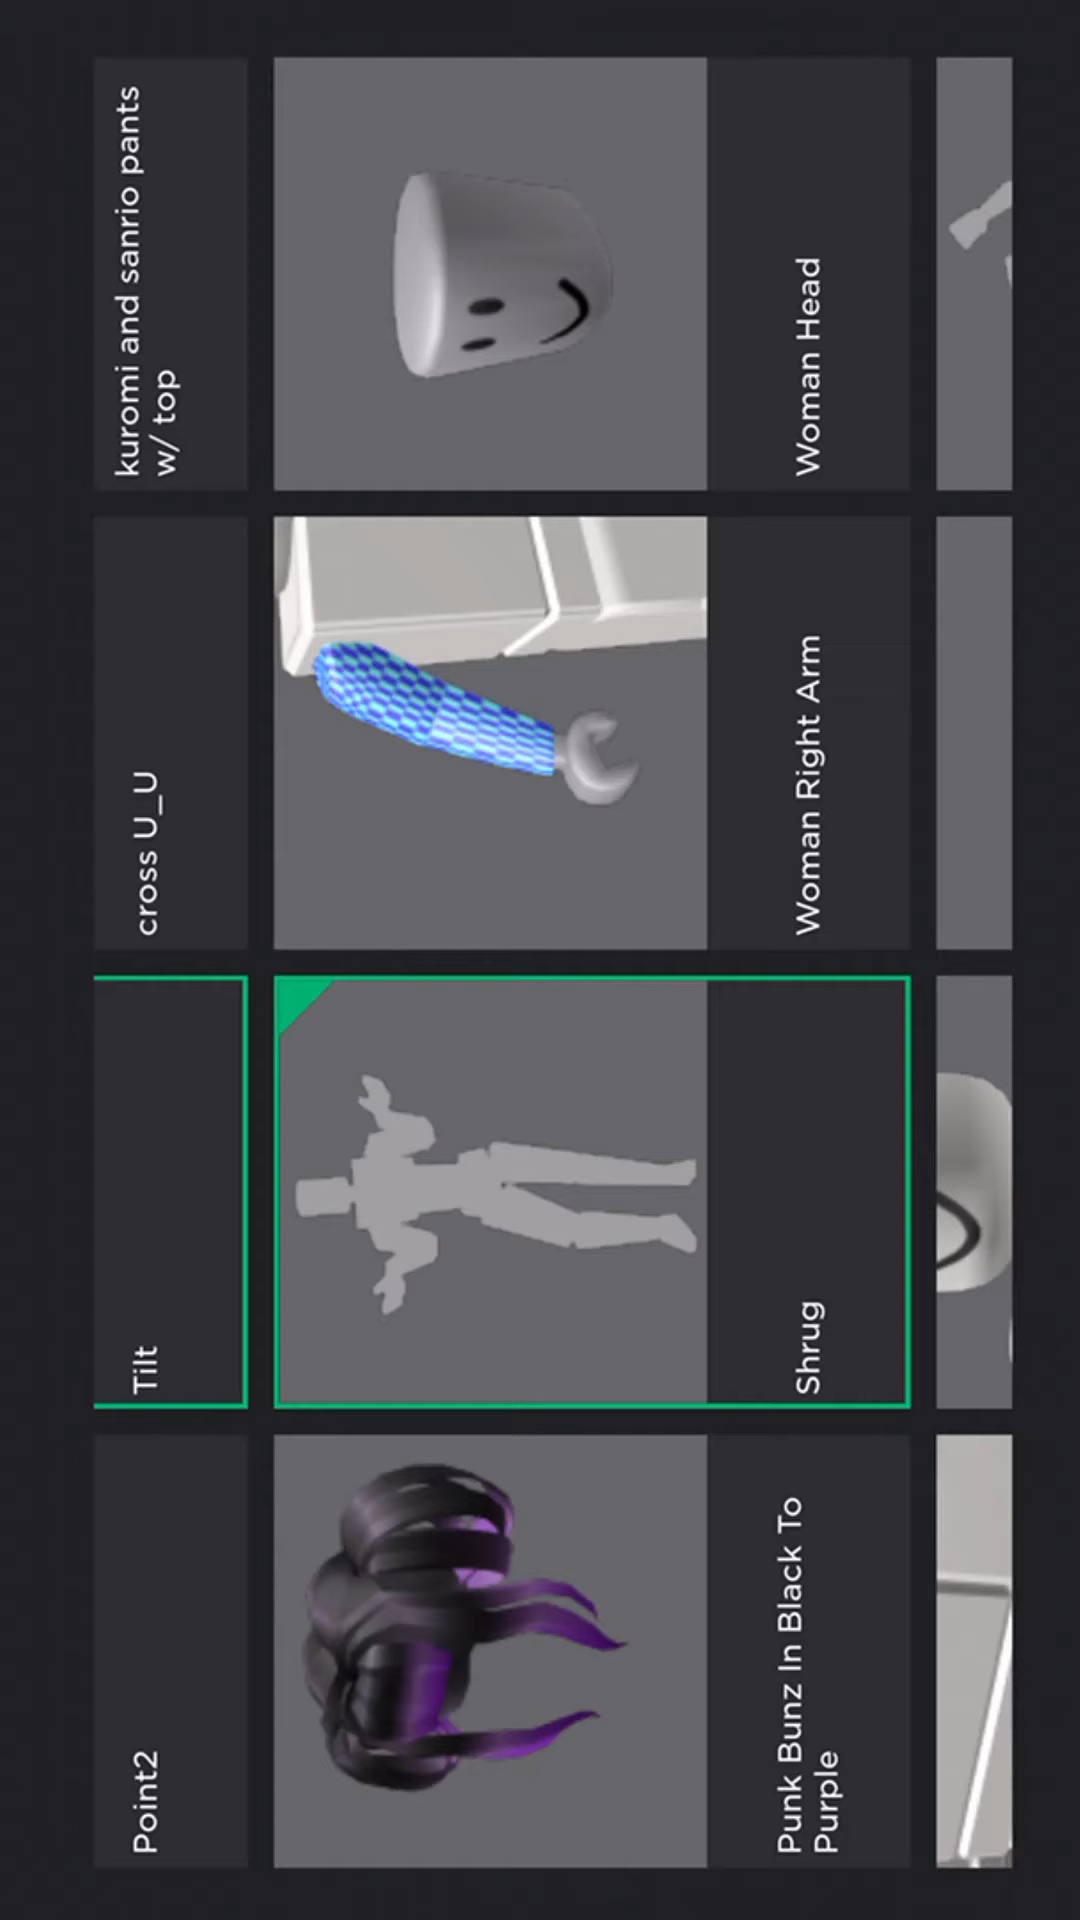 Point2
Tilt
cross U_U
kuromi and sanrio pants
w/ top
Punk Bunz In Black To
Purple
Shrug
Woman Right Arm
Woman Head